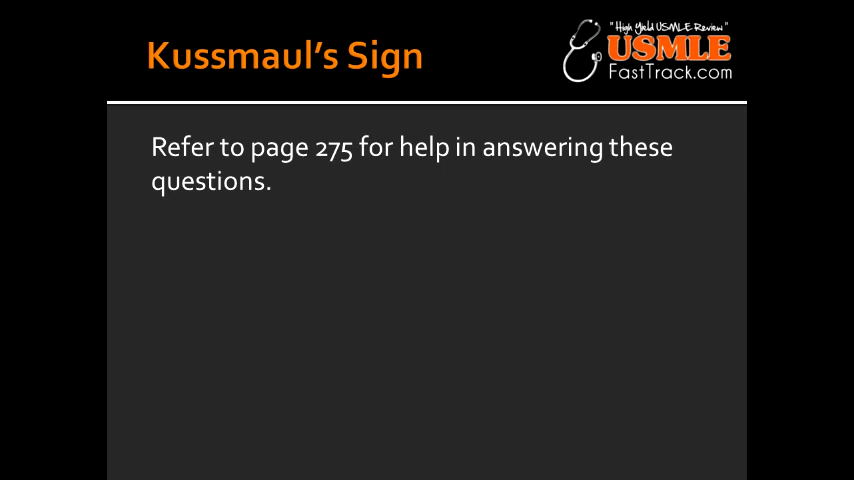 Kussmaul's Sign
"High Yield USMLE Review"
USMLE
FastTrack.com
Refer to page 275 for help in answering these
questions.